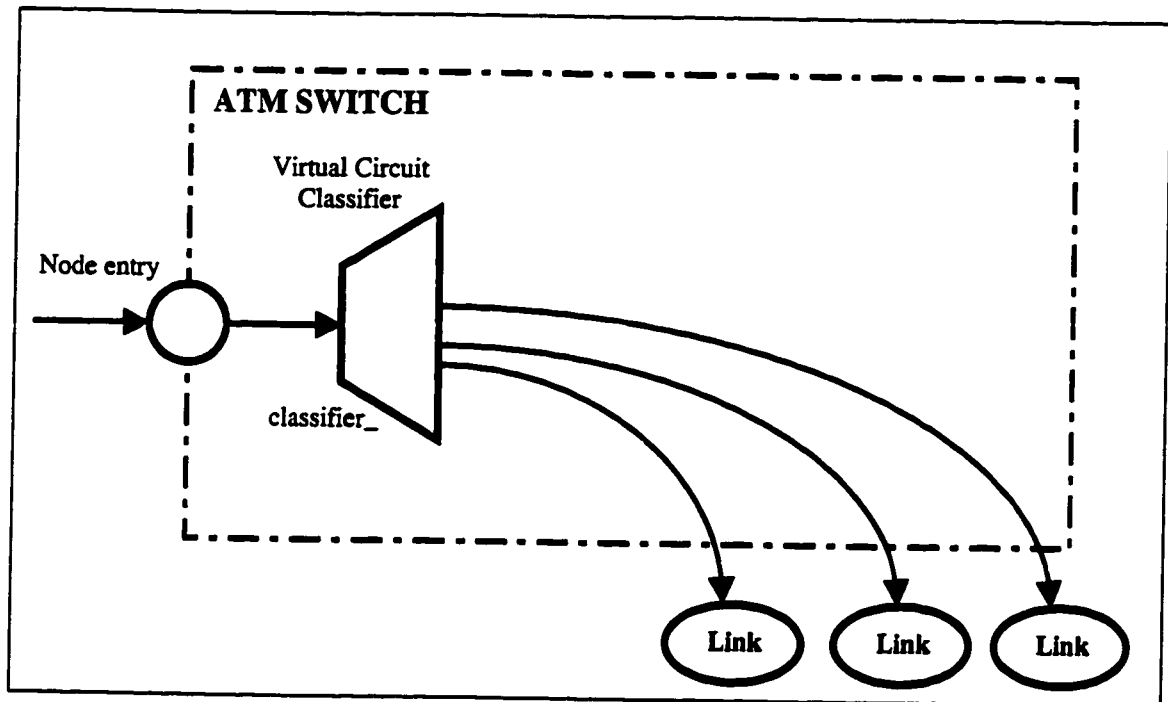 ATM SWITCH
Virtual Circuit
Classifier
Node entry
classifier_
Link
Link
Link